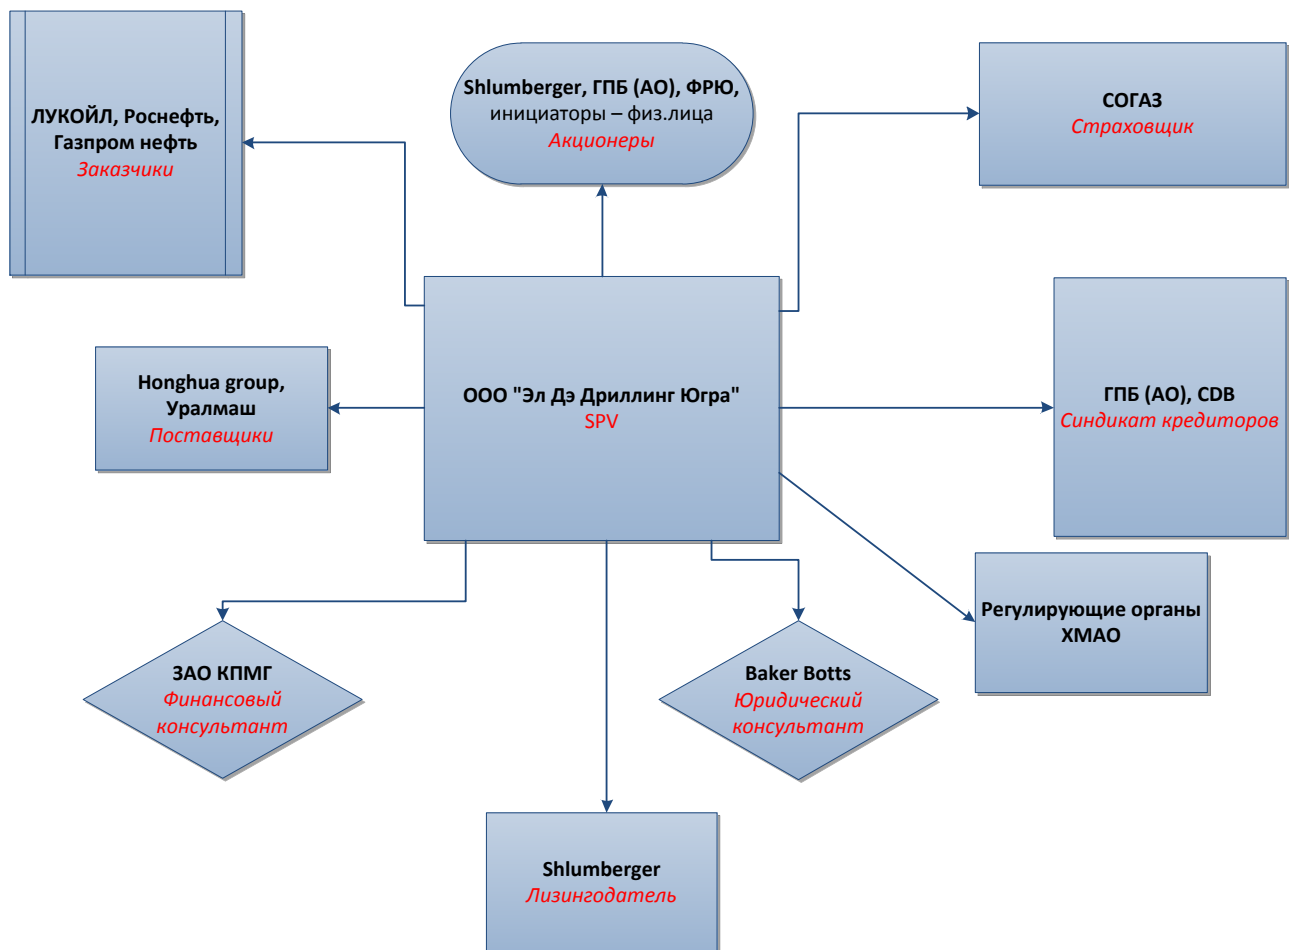 Shlumberger, ГПБ (АО), ФРЮ,
инициаторы – физ.лица
Акционеры
ЛУКОЙЛ, Роснефть,
Газпром нефть
Заказчики
СОГАЗ
Страховщик
Honghua group,
Уралмаш
Поставщики
ООО "Эл Дэ Дриллинг Югра"
SPV
ГПБ (АО), CDB
Синдикат кредиторов
Регулирующие органы
ХМАО
ЗАО КПМГ
Финансовый
консультант
Baker Botts
Юридический
консультант
Shlumberger
Лизингодатель